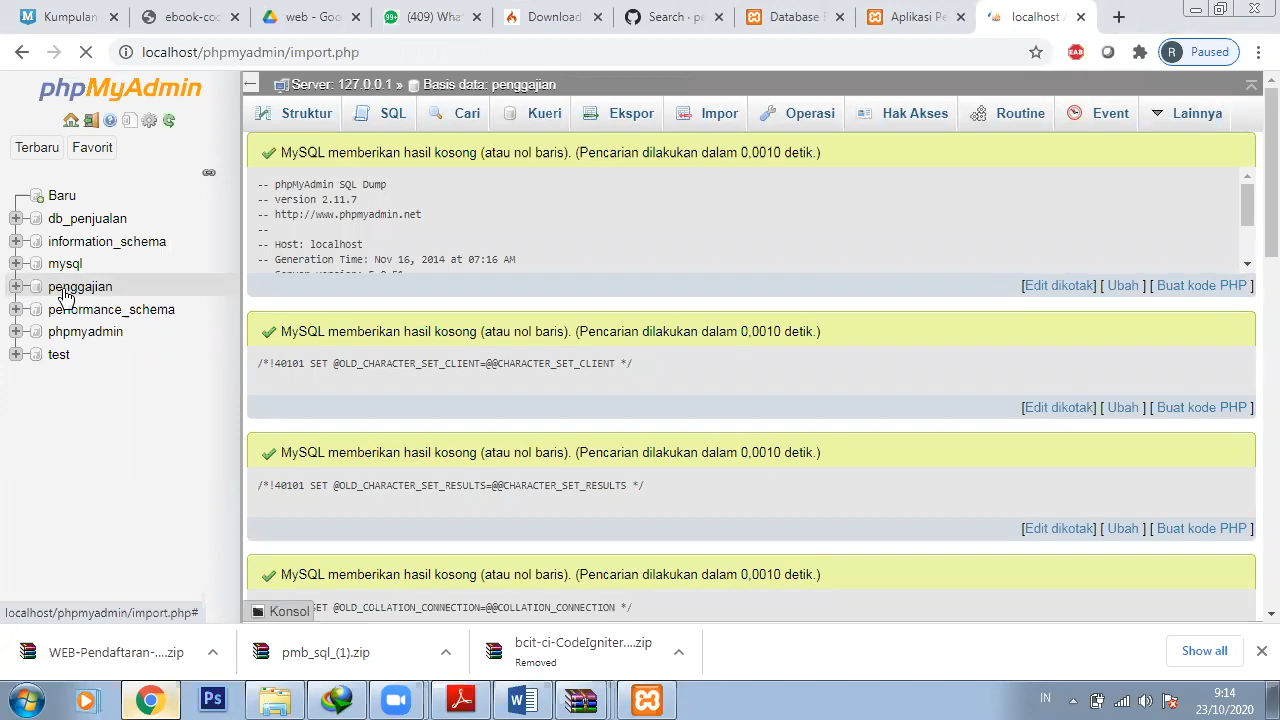 Kumpulan
ebook-coc
web - Goo
(409) What
Download
Search · pe
Database P
Aplikasi Pe
localhost /
localhost/phpmyadmin/import.php
EAB
R Paused
phpMyAdmin
Terbaru Favorit
Baru
db_penjualan
information_schema
mysql
penggajian
performance_schema
phpmyadmin
test
localhost/phpmyadmin/import.php#
Server: 127.0.0.1 » Basis data: penggajian
Struktur SQL Cari Kueri Ekspor Impor Operasi Hak Akses Routine Event Lainnya
MySQL memberikan hasil kosong (atau nol baris). (Pencarian dilakukan dalam 0,0010 detik.)
-- phpMyAdmin SQL Dump
-- version 2.11.7
-- http://www.phpmyadmin.net
--
-- Host: localhost
-- Generation Time: Nov 16, 2014 at 07:16 AM
[Edit dikotak] [ Ubah ] [ Buat kode PHP ]
MySQL memberikan hasil kosong (atau nol baris). (Pencarian dilakukan dalam 0,0010 detik.)
/*!40101 SET @OLD_CHARACTER_SET_CLIENT=@@CHARACTER_SET_CLIENT */
[Edit dikotak] [ Ubah ] [ Buat kode PHP ]
MySQL memberikan hasil kosong (atau nol baris). (Pencarian dilakukan dalam 0,0010 detik.)
/*!40101 SET @OLD_CHARACTER_SET_RESULTS=@@CHARACTER_SET_RESULTS */
[Edit dikotak] [ Ubah ] [ Buat kode PHP ]
MySQL memberikan hasil kosong (atau nol baris). (Pencarian dilakukan dalam 0,0010 detik.)
SET @OLD_COLLATION_CONNECTION=@@COLLATION_CONNECTION */
Konsol
WEB-Pendaftaran-....zip
pmb_sql_(1).zip
bcit-ci-CodeIgniter....zip
Removed
Show all
Ps
W
IN
9:14
23/10/2020